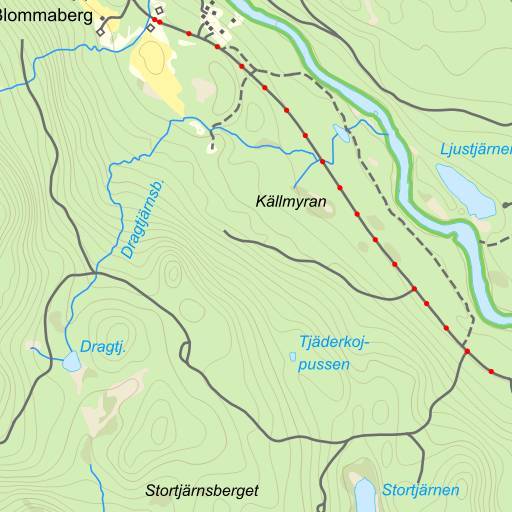 Blommaberg
Ljustjärnen
Dragtjärnsb.
Källmyran
Dragtj.
Tjäderkoj-
pussen
Stortjärnsberget
Stortjärnen